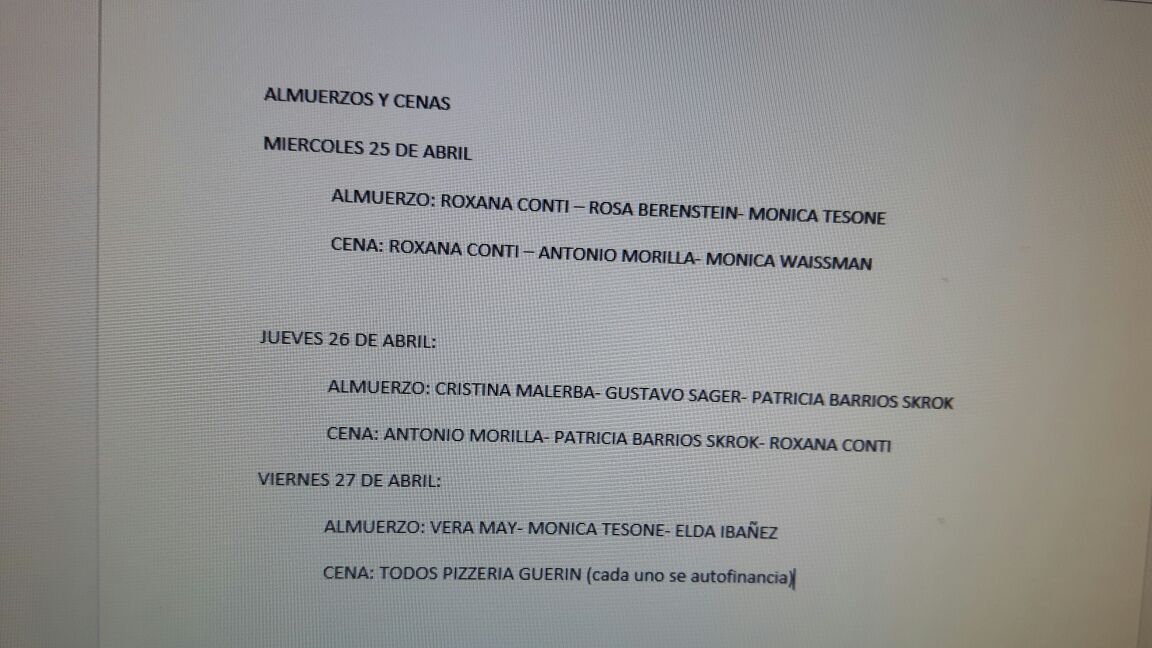 ALMUERZOS Y CENAS
MIERCOLES 25 DE ABRIL
ALMUERZO: ROXANA CONTI – ROSA BERENSTEIN- MONICA TESONE
CENA: ROXANA CONTI – ANTONIO MORILLA- MONICA WAISSMAN
JUEVES 26 DE ABRIL:
ALMUERZO: CRISTINA MALERBA- GUSTAVO SAGER- PATRICIA BARRIOS SKROK
CENA: ANTONIO MORILLA- PATRICIA BARRIOS SKROK- ROXANA CONTI
VIERNES 27 DE ABRIL:
ALMUERZO: VERA MAY- MONICA TESONE- ELDA IBAÑEZ
CENA: TODOS PIZZERIA GUERIN (cada uno se autofinancia)